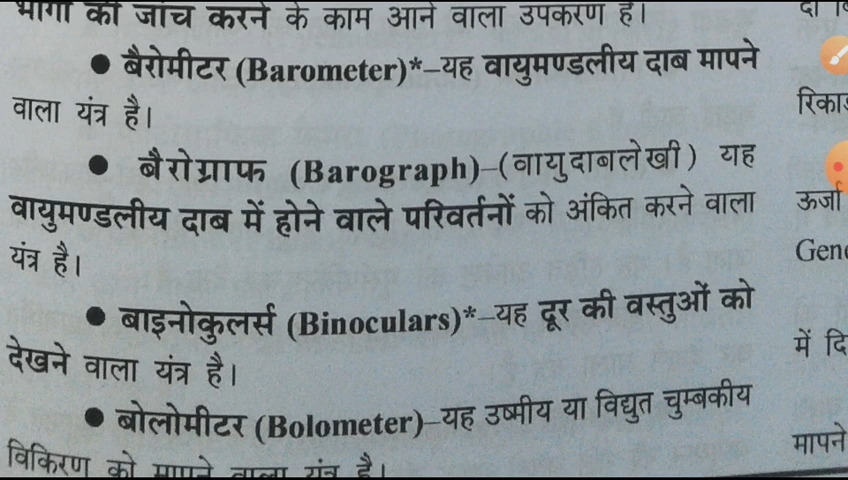 भागों की जांच करने के काम आने वाला उपकरण है।
● बैरोमीटर (Barometer)*–यह वायुमण्डलीय दाब मापने
वाला यंत्र है।
● बैरोग्राफ (Barograph)–(वायुदाबलेखी) यह
वायुमण्डलीय दाब में होने वाले परिवर्तनों को अंकित करने वाला
यंत्र है।
● बाइनोकुलर्स (Binoculars)*–यह दूर की वस्तुओं को
देखने वाला यंत्र है।
● बोलोमीटर (Bolometer)–यह उष्मीय या विद्युत चुम्बकीय
विकिरण को मापने वाला यंत्र है।
रिका
ऊर्जा
Gen
में दि
मापने